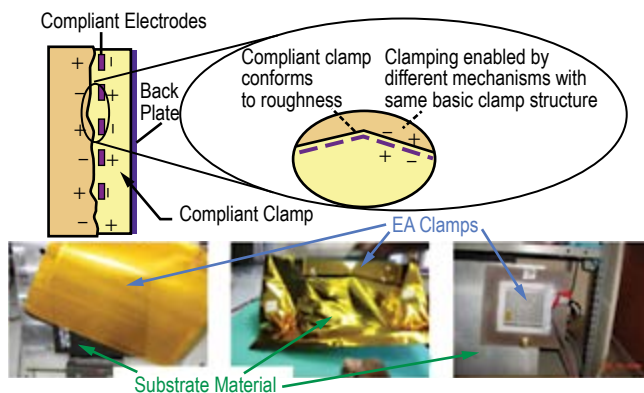 Compliant Electrodes
Back
Plate
Compliant clamp
conforms
to roughness
Clamping enabled by
different mechanisms with
same basic clamp structure
+
−
+
−
+
−
−
+
−
+
−
+
−
+
+
−
Compliant Clamp
EA Clamps
Substrate Material